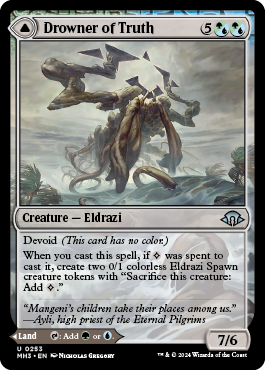 Drowner of Truth 5
Creature — Eldrazi
Devoid (This card has no color.)
When you cast this spell, if ◇ was spent to
cast it, create two 0/1 colorless Eldrazi Spawn
creature tokens with “Sacrifice this creature:
Add ◇.”
“Mangeni’s children take their places among us.”
—Ayli, high priest of the Eternal Pilgrims
7/6
Land : Add or .
U 0253
MH3 • EN Nicholas Gregory
™ & © 2024 Wizards of the Coast